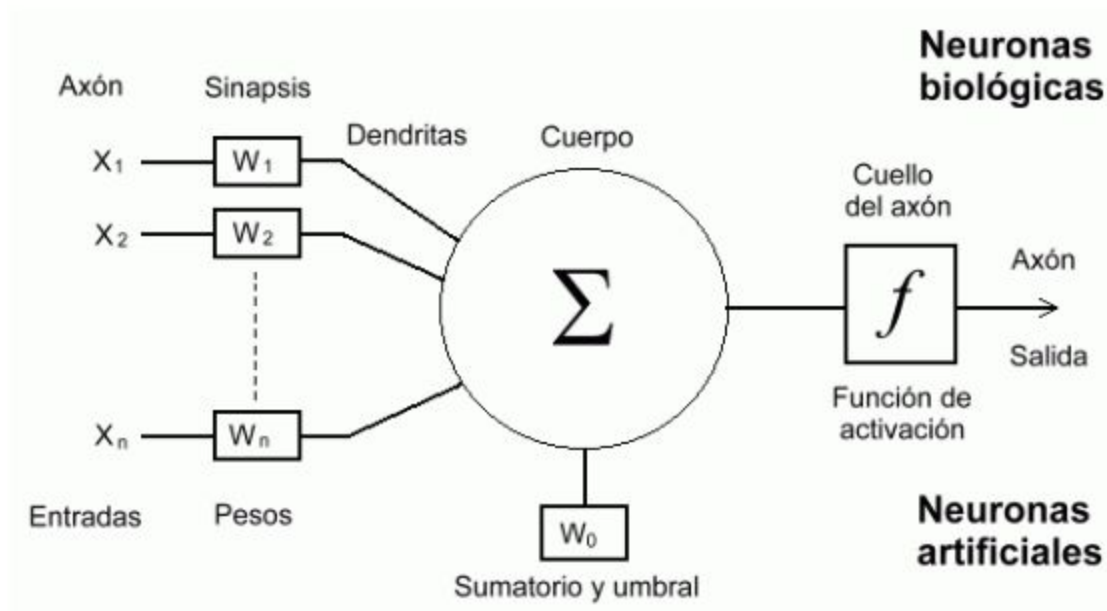 Neuronas
biológicas
Axón
Sinapsis
Dendritas
Cuerpo
Cuello
del axón
X1
W1
X2
W2
Σ
f
Axón
Salida
Función de
activación
Xn
Wn
Entradas
Pesos
W0
Sumatorio y umbral
Neuronas
artificiales